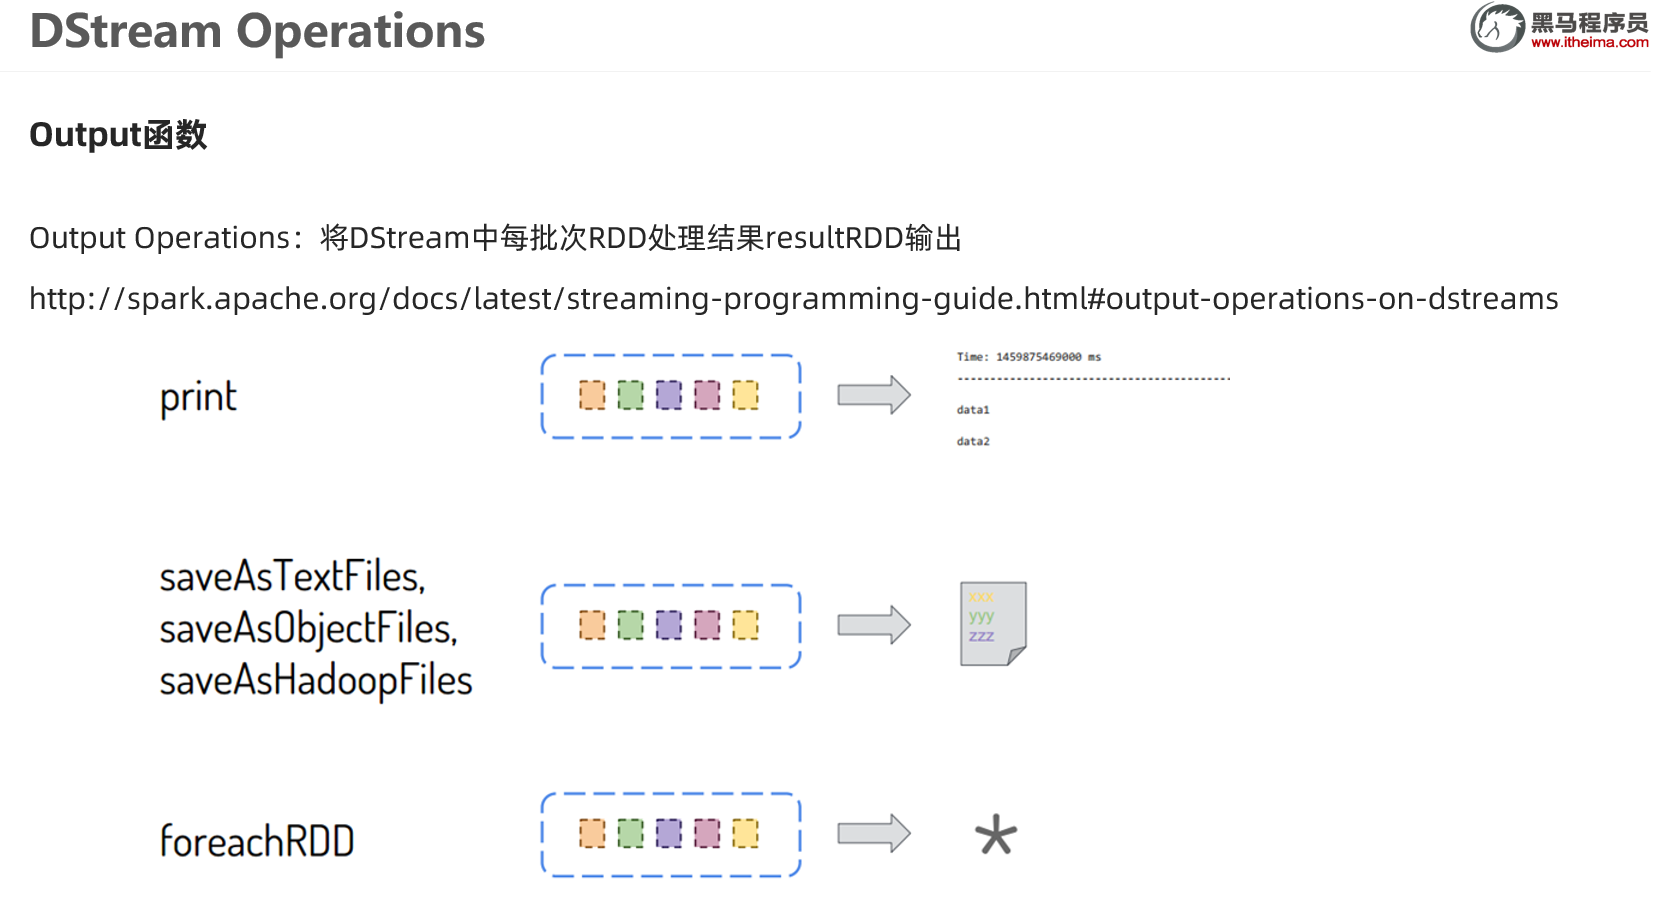 DStream Operations
黑马程序员
www.itheima.com
Output函数
Output Operations：将DStream中每批次RDD处理结果resultRDD输出
http://spark.apache.org/docs/latest/streaming-programming-guide.html#output-operations-on-dstreams
print
Time: 1459875469000 ms
-------------------------------------------
data1
data2
saveAsTextFiles,
saveAsObjectFiles,
saveAsHadoopFiles
xxx
yyy
zzz
foreachRDD
*